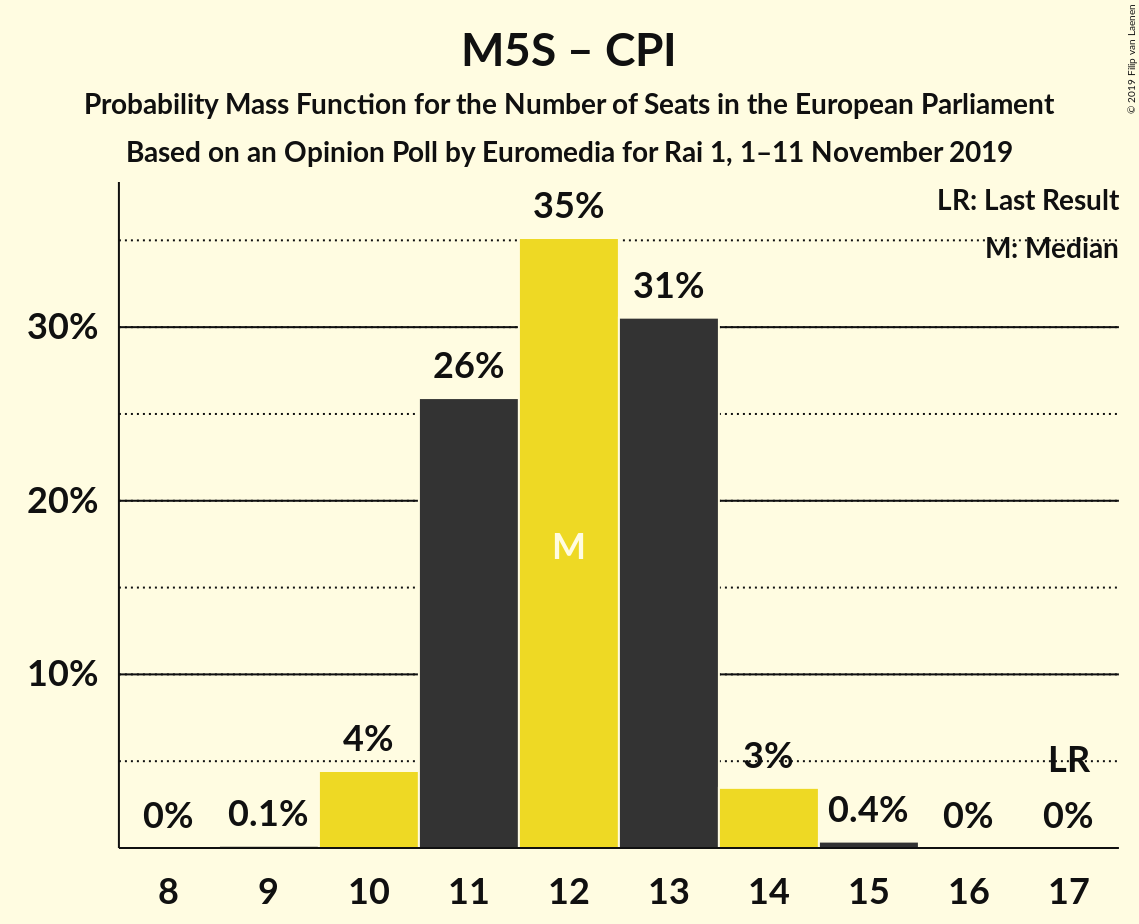 M5S – CPI
Probability Mass Function for the Number of Seats in the European Parliament
Based on an Opinion Poll by Euromedia for Rai 1, 1–11 November 2019
© 2019 Filip van Laenen
LR: Last Result
M: Median
35%
31%
30%
26%
20%
M
10%
4%
3%
LR
0%
0.1%
0.4%
0%
0%
8 9 10 11 12 13 14 15 16 17